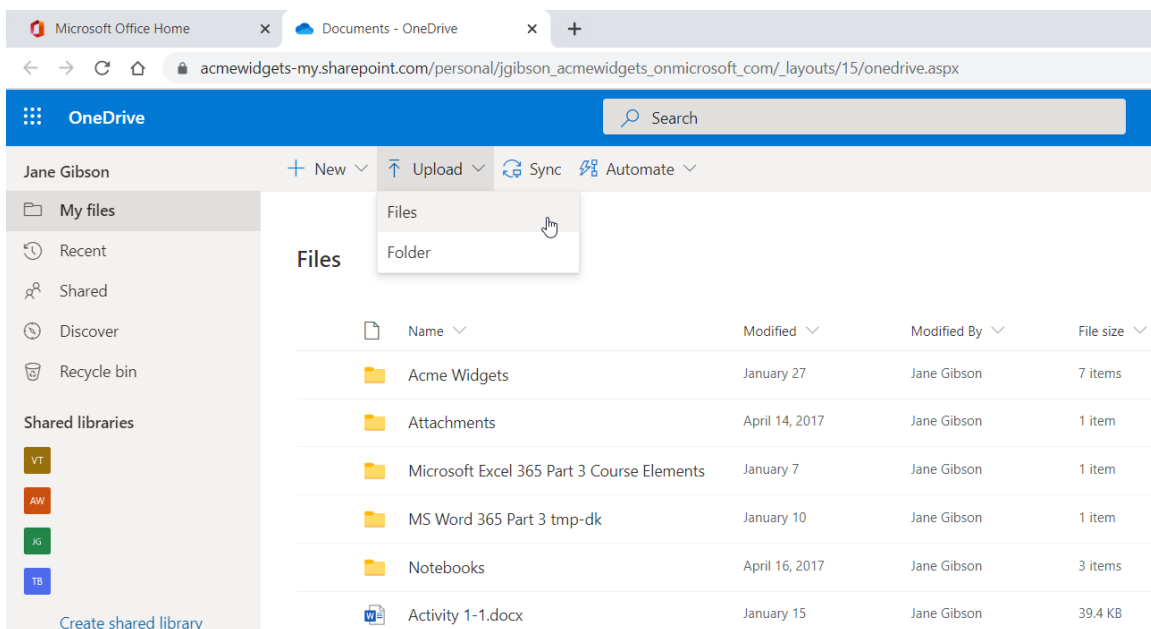 Microsoft Office Home
Documents - OneDrive
acmewidgets-my.sharepoint.com/personal/jgibson_acmewidgets_onmicrosoft_com/_layouts/15/onedrive.aspx
OneDrive
Search
Jane Gibson
New
Upload
Sync
Automate
My files
Recent
Shared
Discover
Recycle bin
Shared libraries
VT
AW
JG
TB
Create shared library
Files
Folder
Files
Name Modified Modified By File size
Acme Widgets January 27 Jane Gibson 7 items
Attachments April 14, 2017 Jane Gibson 1 item
Microsoft Excel 365 Part 3 Course Elements January 7 Jane Gibson 1 item
MS Word 365 Part 3 tmp-dk January 10 Jane Gibson 1 item
Notebooks April 16, 2017 Jane Gibson 3 items
Activity 1-1.docx January 15 Jane Gibson 39.4 KB